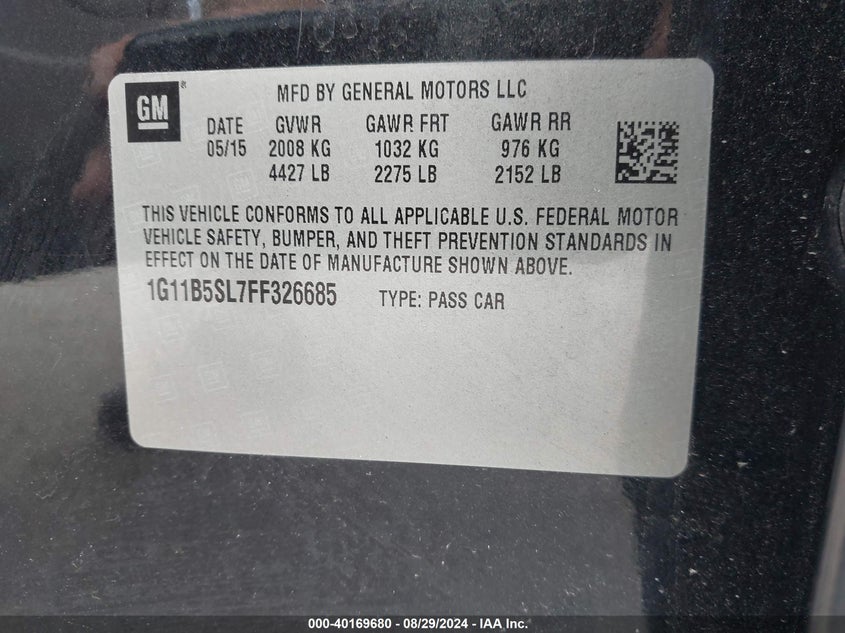 GM®
MFD BY GENERAL MOTORS LLC
DATE GVWR GAWR FRT GAWR RR
05/15 2008 KG 1032 KG 976 KG
4427 LB 2275 LB 2152 LB
THIS VEHICLE CONFORMS TO ALL APPLICABLE U.S. FEDERAL MOTOR
VEHICLE SAFETY, BUMPER, AND THEFT PREVENTION STANDARDS IN
EFFECT ON THE DATE OF MANUFACTURE SHOWN ABOVE.
1G11B5SL7FF326685 TYPE: PASS CAR
000-40169680 - 08/29/2024 - IAA Inc.